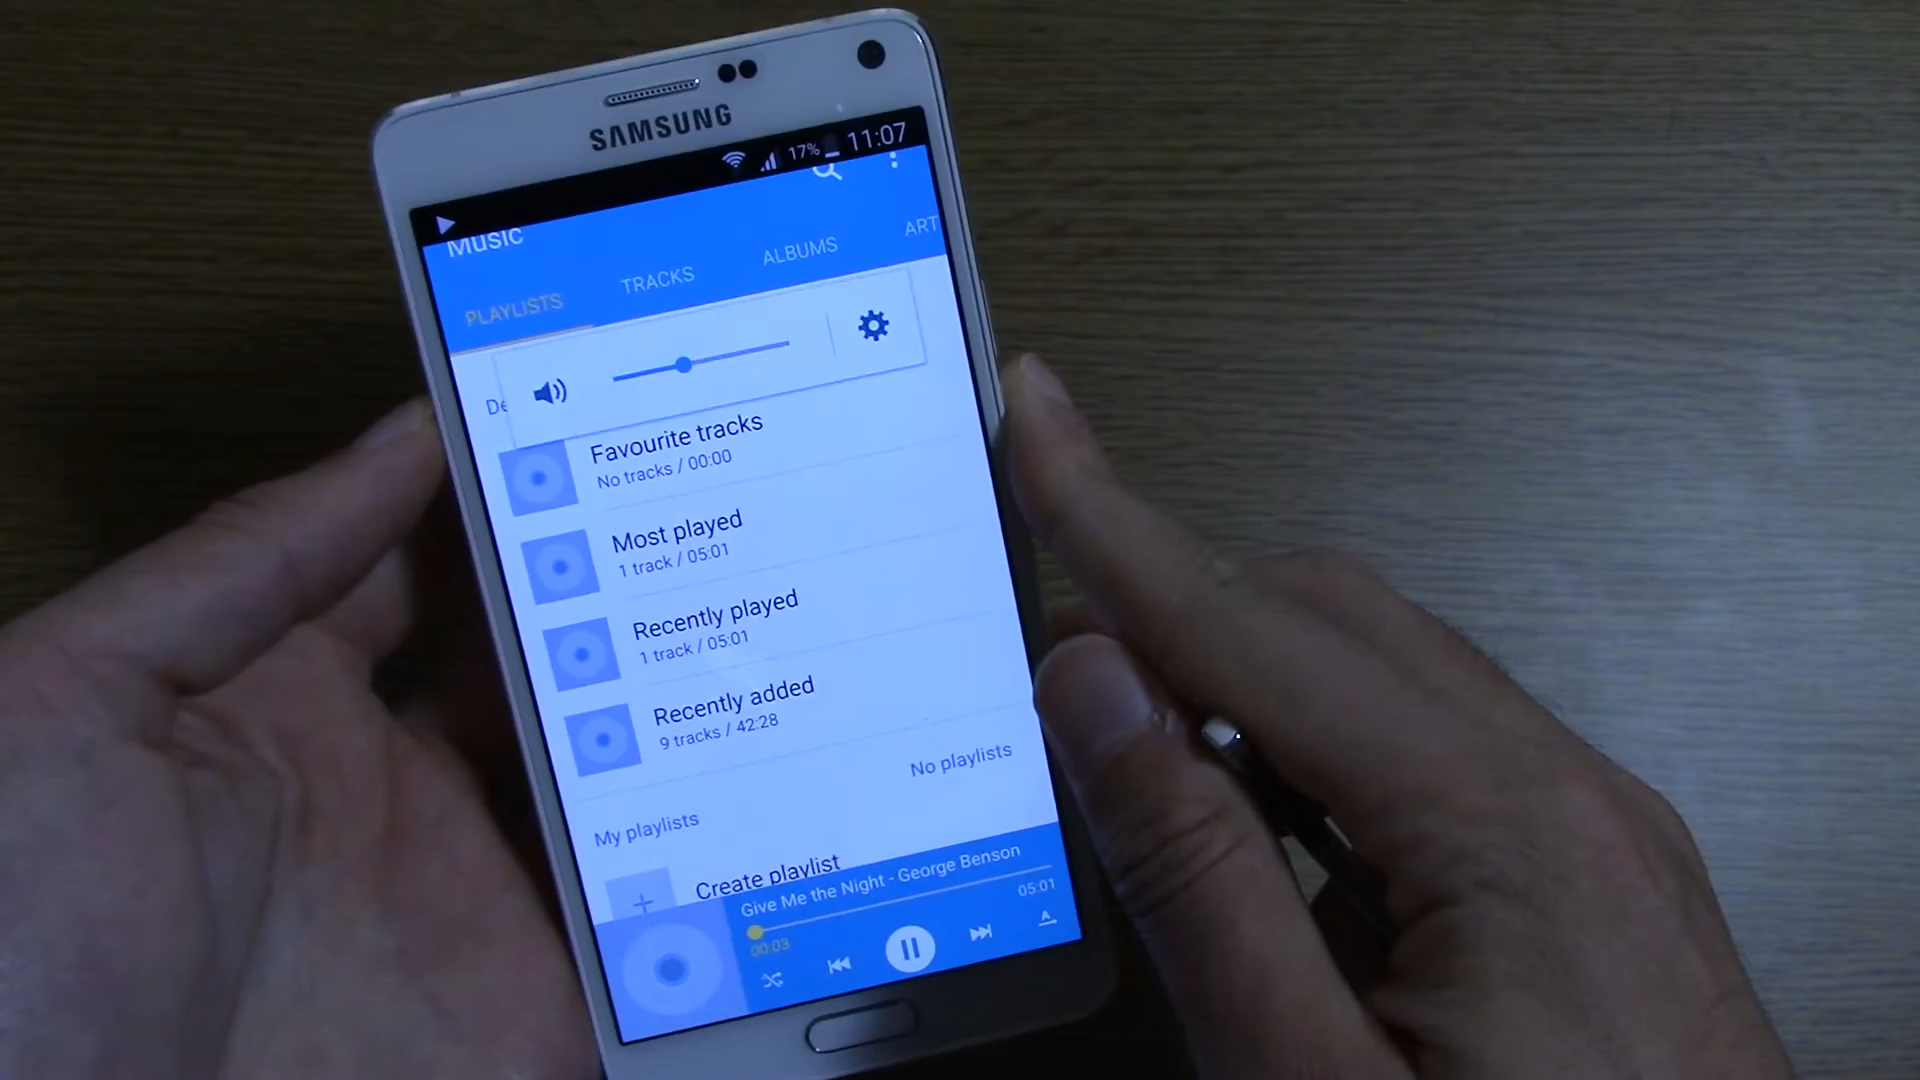 SAMSUNG
17% 11:07
Music
PLAYLISTS TRACKS ALBUMS ART
De
Favourite tracks
No tracks / 00:00
Most played
1 track / 05:01
Recently played
1 track / 05:01
Recently added
9 tracks / 42:28
My playlists No playlists
Create playlist
Give Me the Night - George Benson
00:03 05:01
A